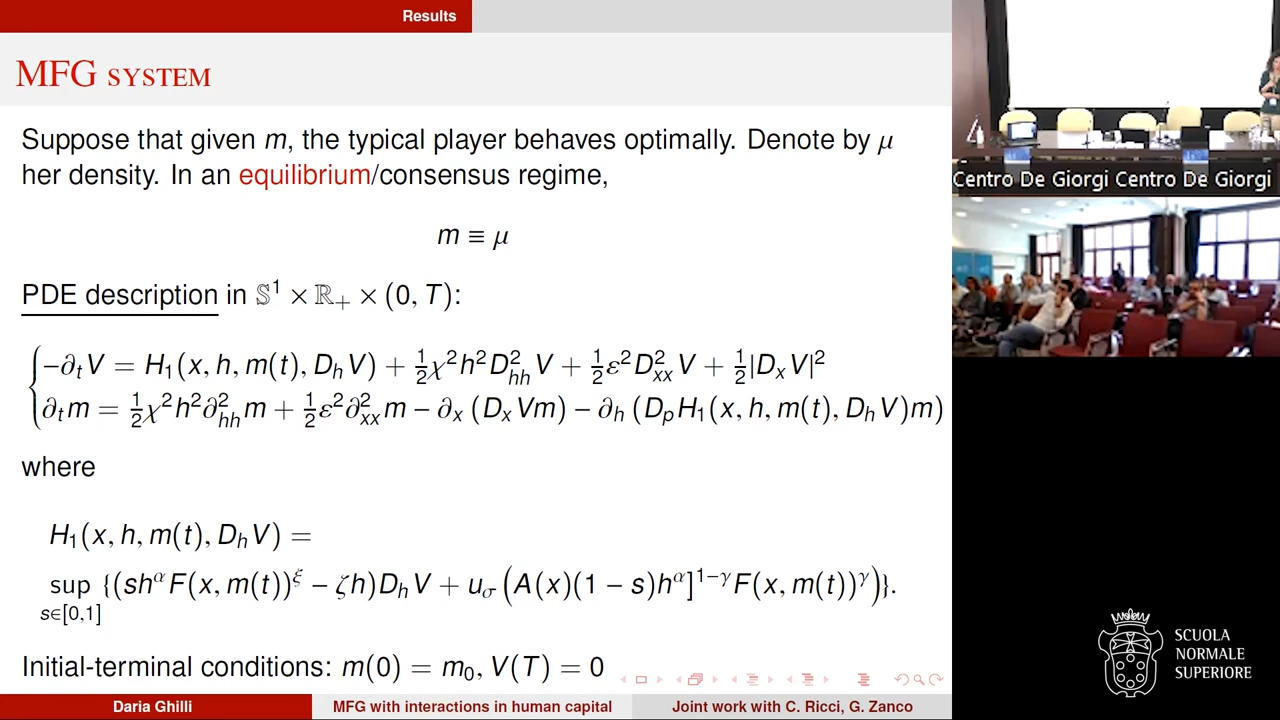 Results
MFG SYSTEM
Suppose that given m, the typical player behaves optimally. Denote by μ
her density. In an equilibrium/consensus regime,
m ≡ μ
PDE description in 𝕊¹ × ℝ₊ × (0, T):
−∂ₜV = H₁(x, h, m(t), D_hV) + ½χ²h²D²_hhV + ½ε²D²_xxV + ½|D_xV|²
∂ₜm = ½χ²h²∂²_hhm + ½ε²∂²_xxm − ∂_x (D_xVm) − ∂_h (D_pH₁(x, h, m(t), D_hV)m)
where
H₁(x, h, m(t), D_hV) =
sup {(sh^αF(x, m(t))^ξ − ζh)D_hV + u_σ (A(x)(1 − s)h^α]^{1−γ}F(x, m(t))^γ)}.
s∈[0,1]
Initial-terminal conditions: m(0) = m₀, V(T) = 0
Daria Ghilli
MFG with interactions in human capital
Joint work with C. Ricci, G. Zanco
Centro De Giorgi Centro De Giorgi
SCUOLA
NORMALE
SUPERIORE